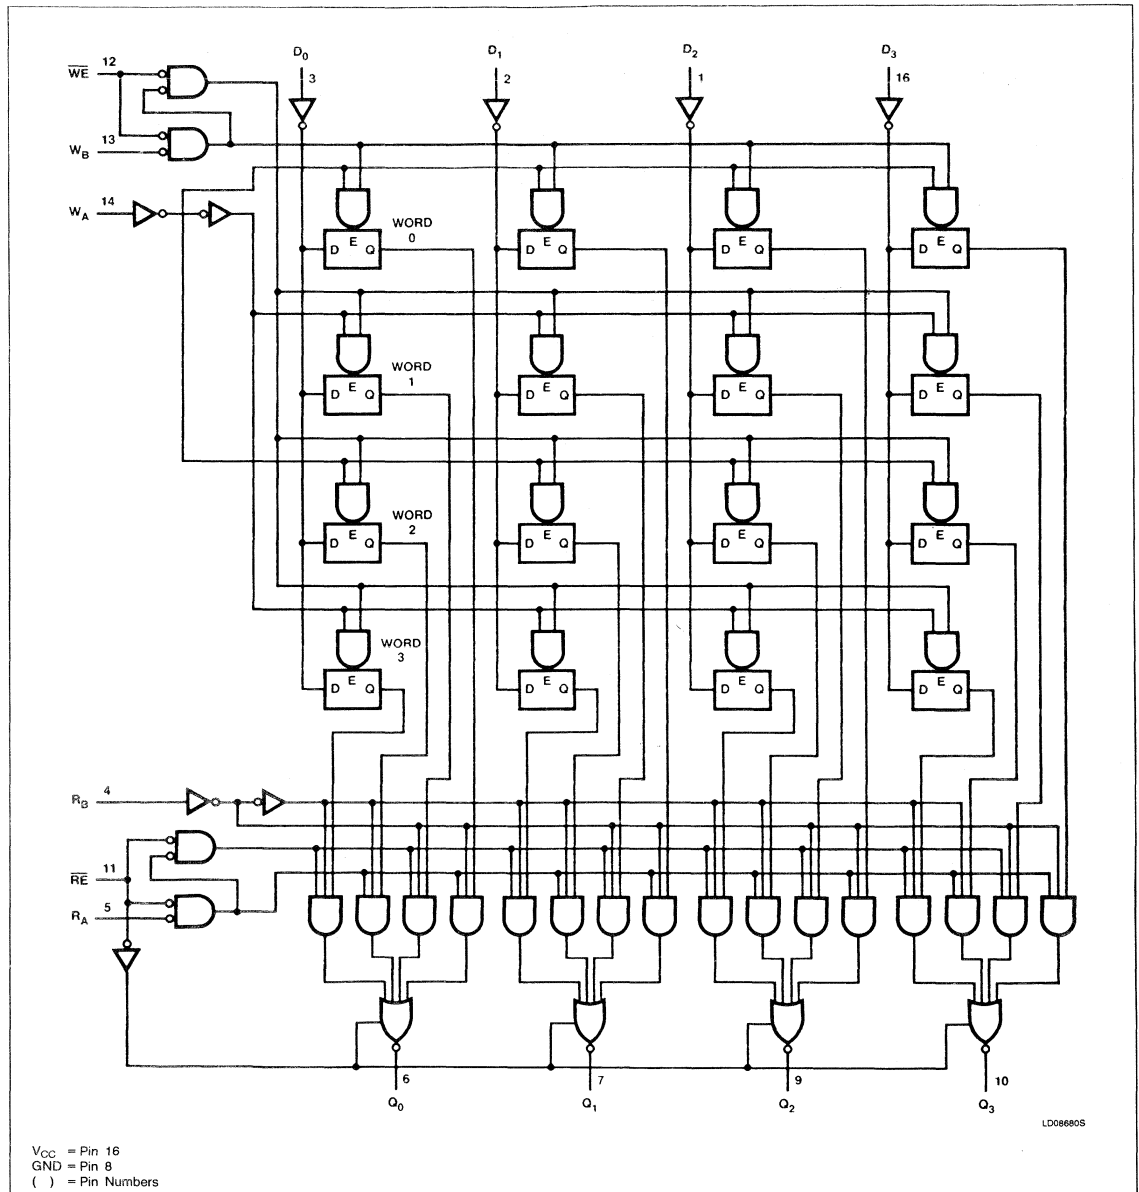 D0 D1 D2 D3
WE 12
3 2 1 16
13
WB
14
WA
WORD
0
D E Q D E Q D E Q D E Q
WORD
1
D E Q D E Q D E Q D E Q
WORD
2
D E Q D E Q D E Q D E Q
WORD
3
D E Q D E Q D E Q D E Q
RB 4
11
RE
5
RA
6 7 9 10
Q0 Q1 Q2 Q3
LD08680S
VCC = Pin 16
GND = Pin 8
( ) = Pin Numbers